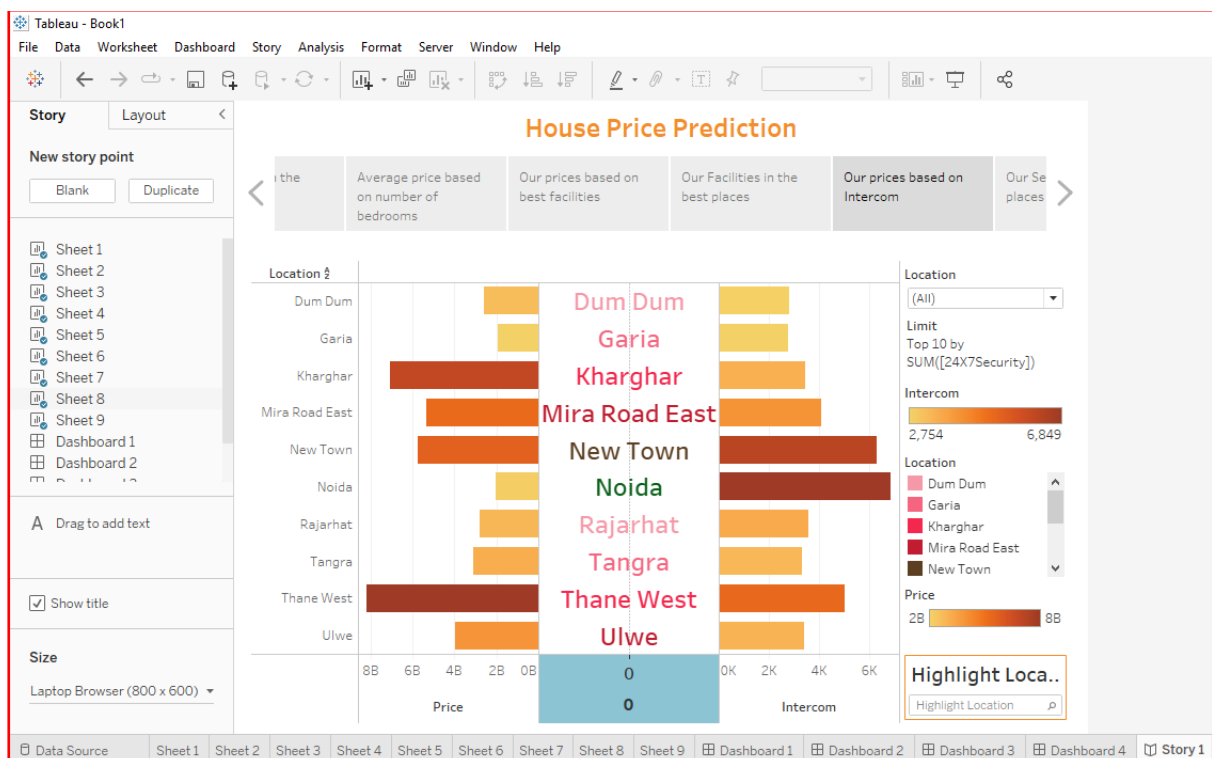 Tableau - Book1
File Data Worksheet Dashboard Story Analysis Format Server Window Help
Story Layout
New story point
Blank Duplicate
Sheet 1
Sheet 2
Sheet 3
Sheet 4
Sheet 5
Sheet 6
Sheet 7
Sheet 8
Sheet 9
Dashboard 1
Dashboard 2
A Drag to add text
Show title
Size
Laptop Browser (800 x 600)
House Price Prediction
the
Average price based
on number of
bedrooms
Our prices based on
best facilities
Our Facilities in the
best places
Our prices based on
Intercom
Our Se
places
Location
Dum Dum
Garia
Kharghar
Mira Road East
New Town
Noida
Rajarhat
Tangra
Thane West
Ulwe
Dum Dum
Garia
Kharghar
Mira Road East
New Town
Noida
Rajarhat
Tangra
Thane West
Ulwe
8B 6B 4B 2B 0B
Price
0
0
0K 2K 4K 6K
Intercom
Location
(All)
Limit
Top 10 by
SUM([24X7Security])
Intercom
2,754 6,849
Location
Dum Dum
Garia
Kharghar
Mira Road East
New Town
Price
2B 8B
Highlight Loca..
Highlight Location
Data Source Sheet 1 Sheet 2 Sheet 3 Sheet 4 Sheet 5 Sheet 6 Sheet 7 Sheet 8 Sheet 9 Dashboard 1 Dashboard 2 Dashboard 3 Dashboard 4 Story 1